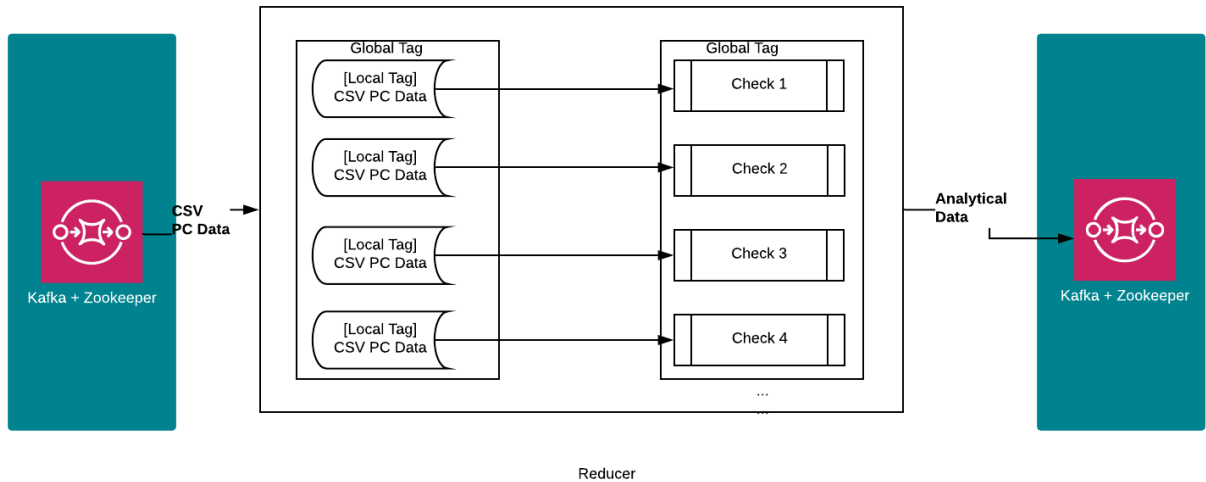 Kafka + Zookeeper
CSV
PC Data
Global Tag
[Local Tag]
CSV PC Data
[Local Tag]
CSV PC Data
[Local Tag]
CSV PC Data
[Local Tag]
CSV PC Data
Global Tag
Check 1
Check 2
Check 3
Check 4
...
...
Analytical
Data
Kafka + Zookeeper
Reducer